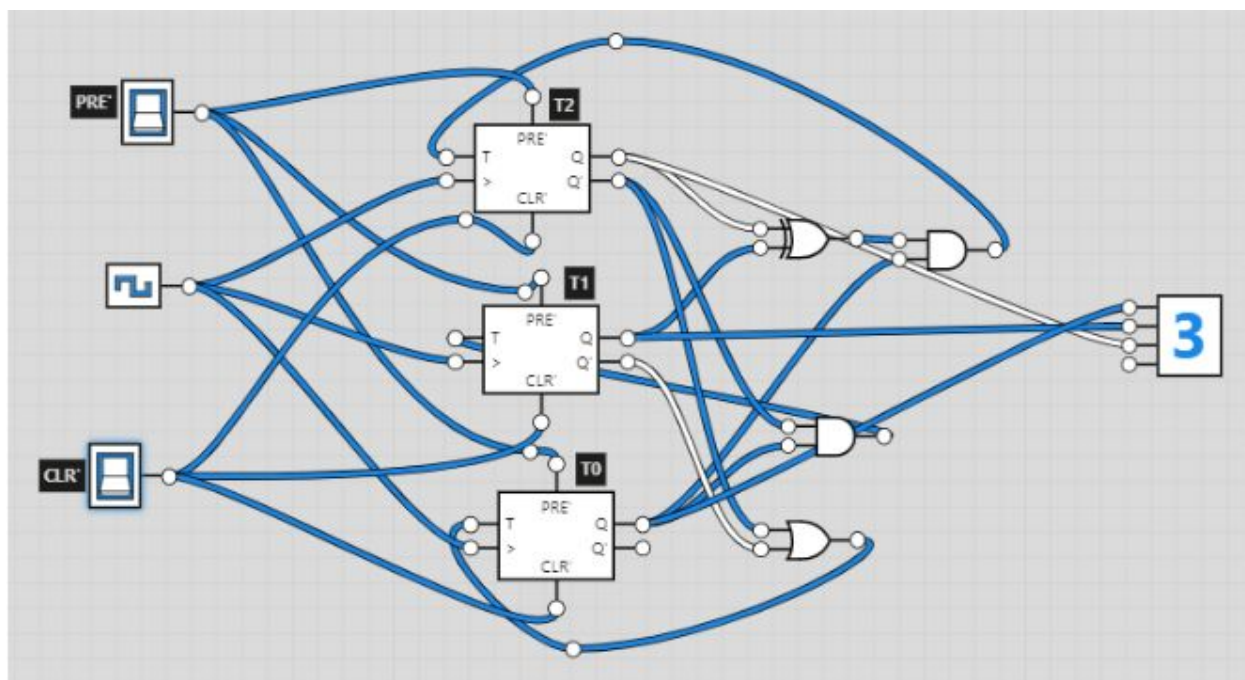 PRE'
T2
PRE'
T Q
> Q'
CLR'
T1
PRE'
T Q
> Q'
CLR'
3
CLR'
T0
PRE'
T Q
> Q'
CLR'